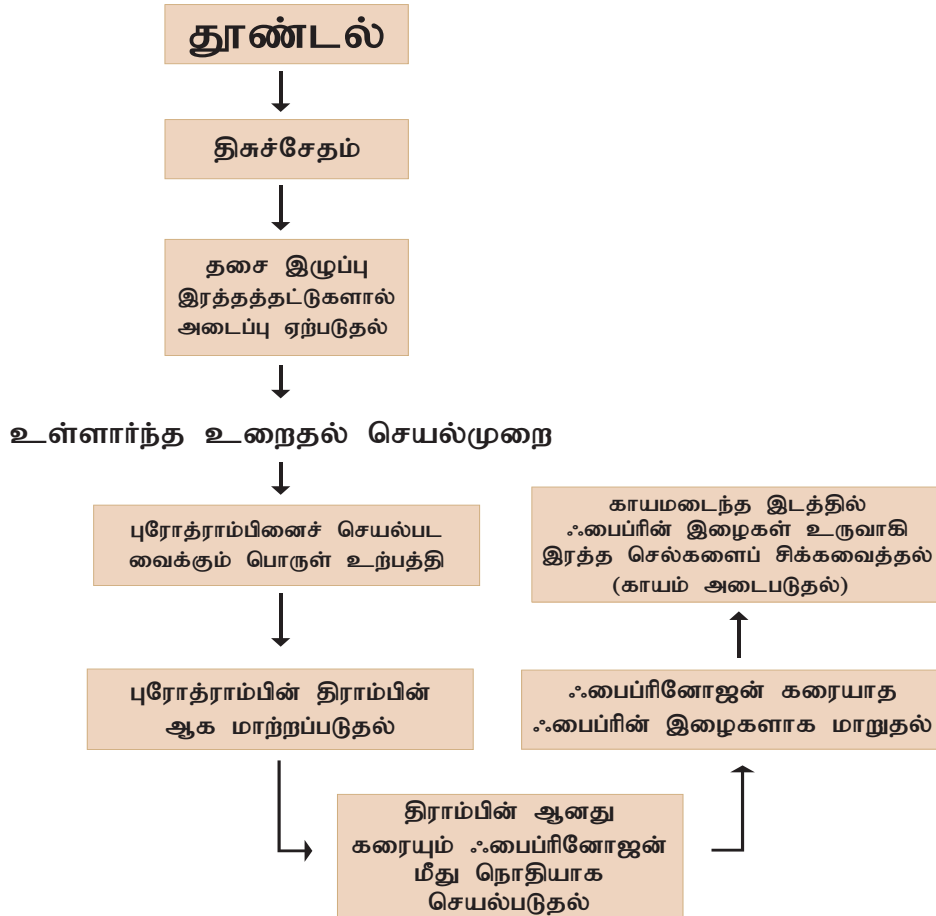 தூண்டல்
திசுச்சேதம்
தசை இழுப்பு
இரத்தத்தட்டுகளால்
அடைப்பு ஏற்படுதல்
உள்ளார்ந்த உறைதல் செயல்முறை
புரோத்ராம்பினைச் செயல்பட
வைக்கும் பொருள் உற்பத்தி
புரோத்ராம்பின் திராம்பின்
ஆக மாற்றப்படுதல்
திராம்பின் ஆனது
கரையும் ஃபைப்ரினோஜன்
மீது நொதியாக
செயல்படுதல்
ஃபைப்ரினோஜன் கரையாத
ஃபைப்ரின் இழைகளாக மாறுதல்
காயமடைந்த இடத்தில்
ஃபைப்ரின் இழைகள் உருவாகி
இரத்த செல்களைப் சிக்கவைத்தல்
(காயம் அடைபடுதல்)